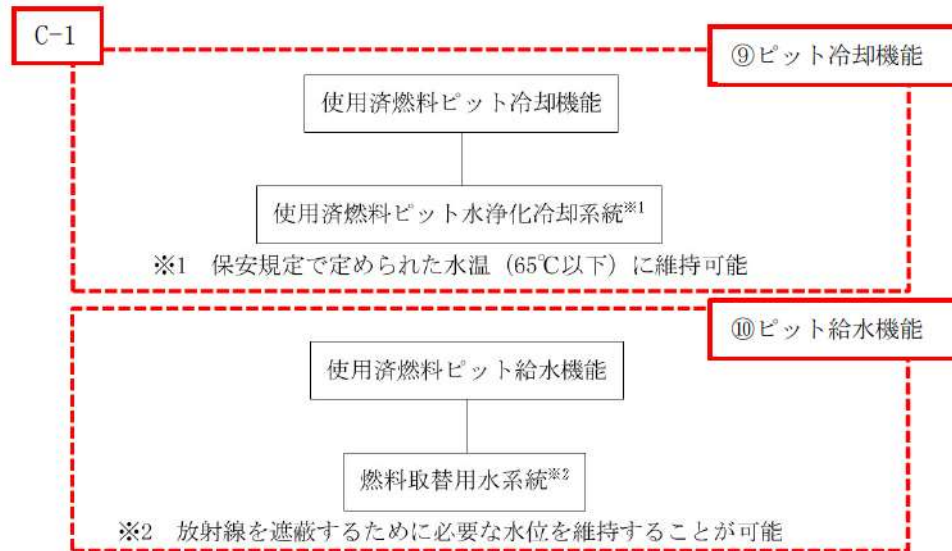 C-1
⑨ピット冷却機能
使用済燃料ピット冷却機能
使用済燃料ピット水浄化冷却系統※1
※1 保安規定で定められた水温（65℃以下）に維持可能
⑩ピット給水機能
使用済燃料ピット給水機能
燃料取替用水系統※2
※2 放射線を遮蔽するために必要な水位を維持することが可能